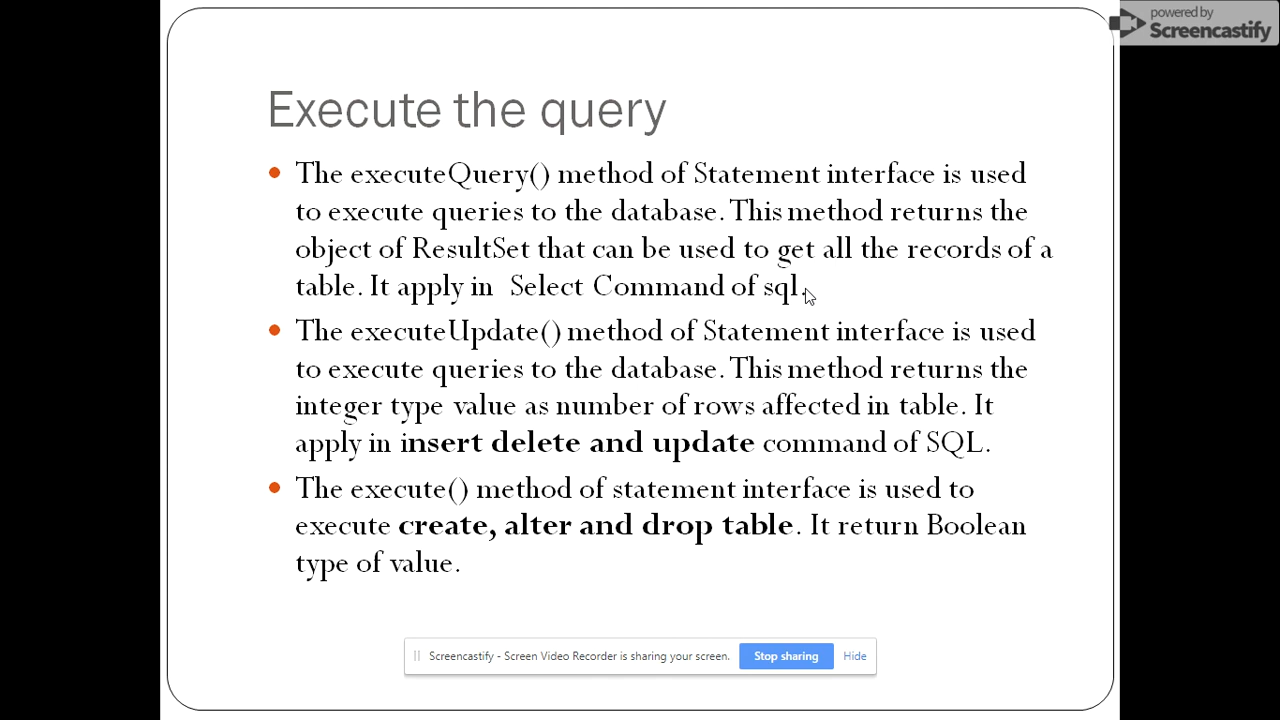 powered by
Screencastify
Execute the query
The executeQuery() method of Statement interface is used
to execute queries to the database. This method returns the
object of ResultSet that can be used to get all the records of a
table. It apply in Select Command of sql.
The executeUpdate() method of Statement interface is used
to execute queries to the database. This method returns the
integer type value as number of rows affected in table. It
apply in insert delete and update command of SQL.
The execute() method of statement interface is used to
execute create, alter and drop table. It return Boolean
type of value.
Screencastify - Screen Video Recorder is sharing your screen. Stop sharing Hide